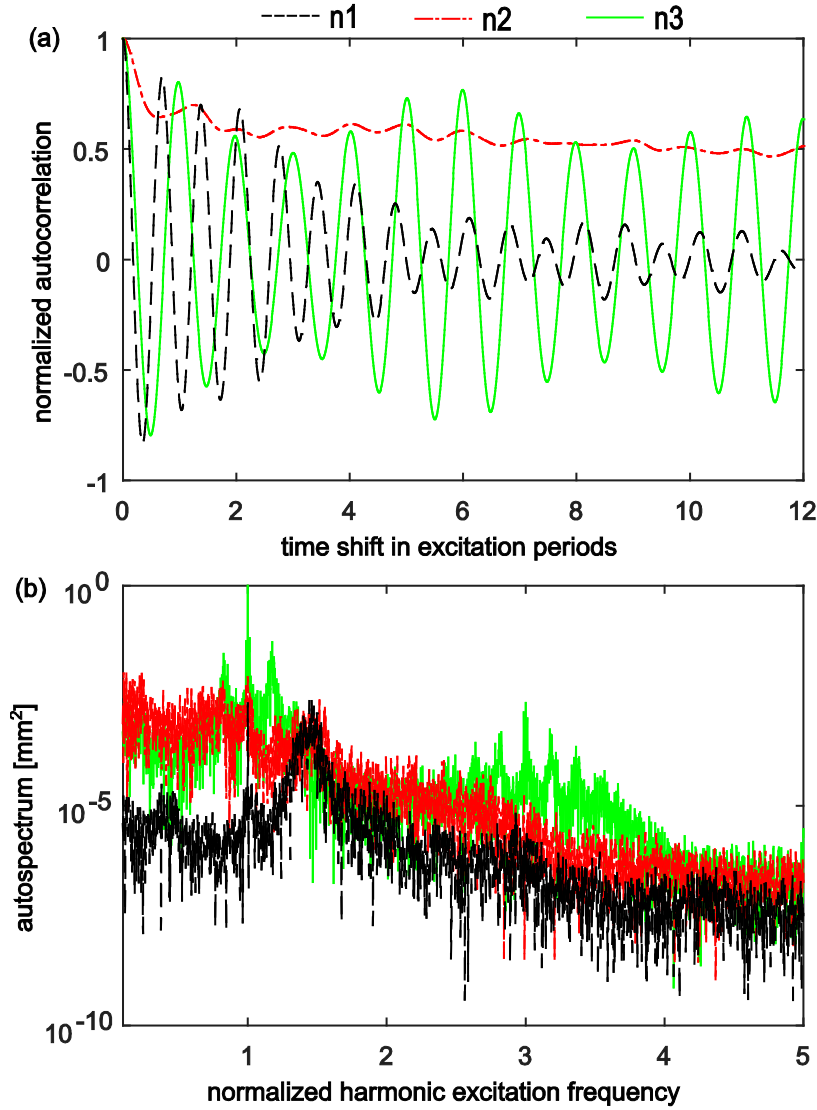 n1 n2 n3
(a)
1
0.5
0
-0.5
-1
normalized autocorrelation
0 2 4 6 8 10 12
time shift in excitation periods
(b)
10^0
10^-5
10^-10
autospectrum [mm²]
1 2 3 4 5
normalized harmonic excitation frequency